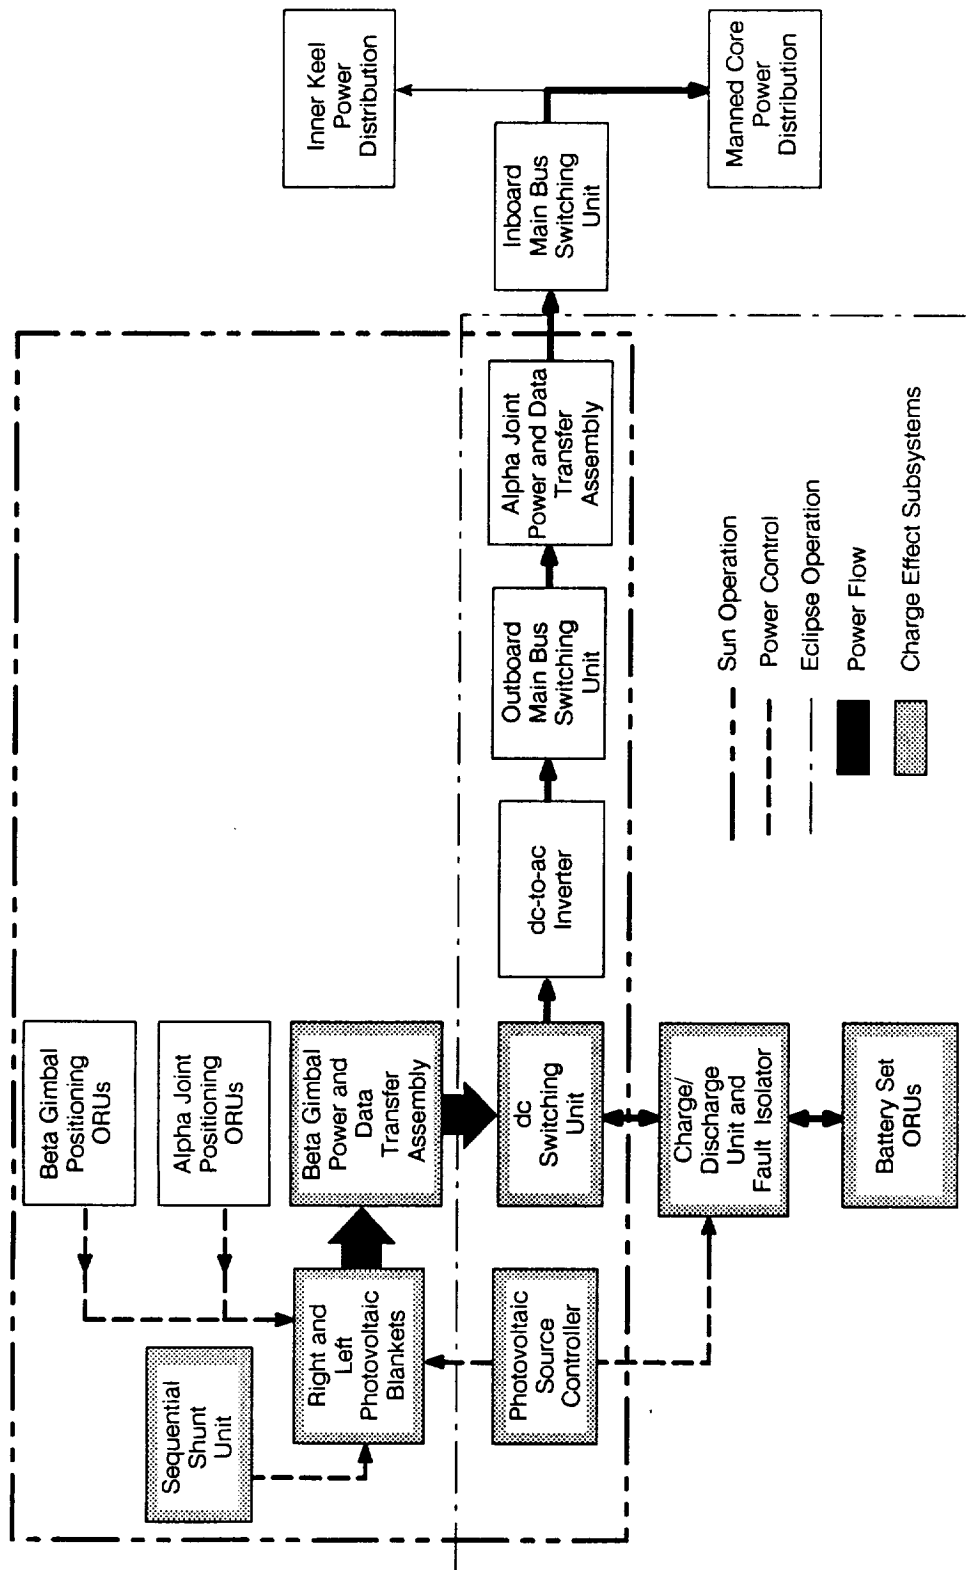 Sequential
Shunt
Unit
Beta Gimbal
Positioning
ORUs
Alpha Joint
Positioning
ORUs
Right and
Left
Photovoltaic
Blankets
Beta Gimbal
Power and
Data
Transfer
Assembly
Photovoltaic
Source
Controller
dc
Switching
Unit
dc-to-ac
Inverter
Outboard
Main Bus
Switching
Unit
Alpha Joint
Power and Data
Transfer
Assembly
Inboard
Main Bus
Switching
Unit
Inner Keel
Power
Distribution
Manned Core
Power
Distribution
Charge/
Discharge
Unit and
Fault Isolator
Battery Set
ORUs
Sun Operation
Power Control
Eclipse Operation
Power Flow
Charge Effect Subsystems